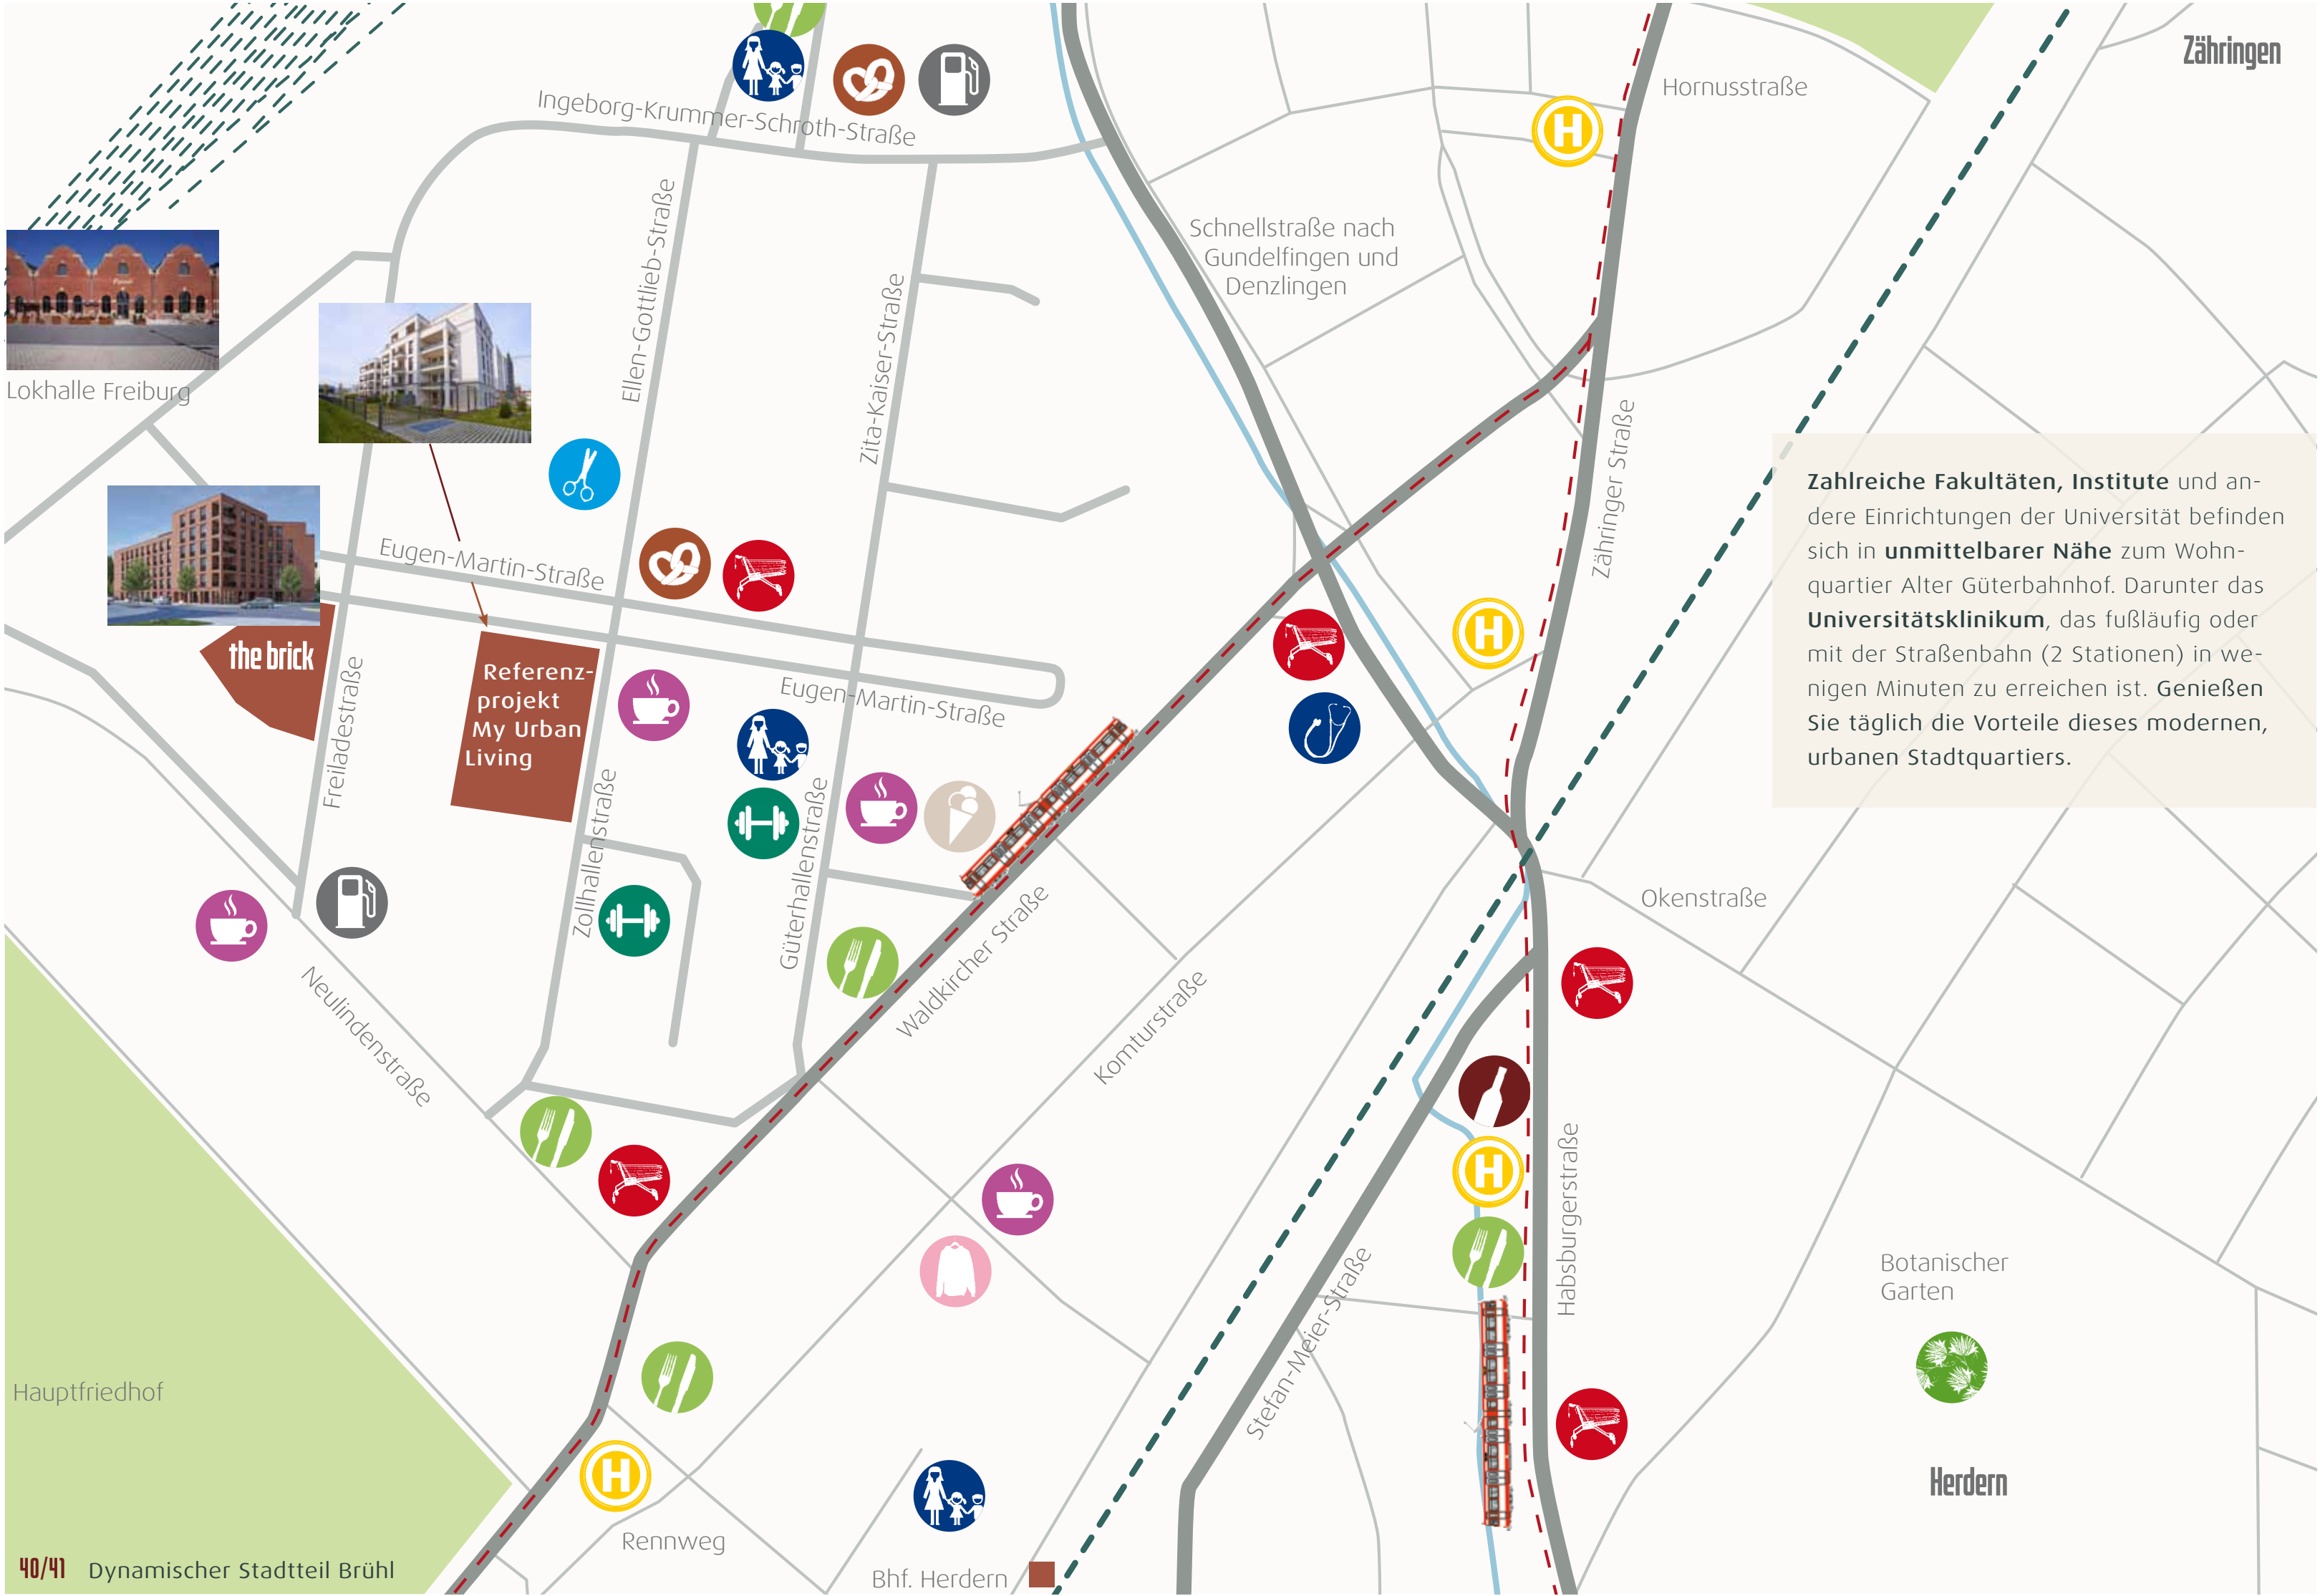 Zähringen
Hornusstraße
Ingeborg-Krummer-Schroth-Straße
H
Schnellstraße nach
Gundelfingen und
Denzlingen
Ellen-Gottlieb-Straße
Zita-Kaiser-Straße
Lokhalle Freiburg
Zähringer Straße
Zahlreiche Fakultäten, Institute und an-
dere Einrichtungen der Universität befinden
sich in unmittelbarer Nähe zum Wohn-
quartier Alter Güterbahnhof. Darunter das
Universitätsklinikum, das fußläufig oder
mit der Straßenbahn (2 Stationen) in we-
nigen Minuten zu erreichen ist. Genießen
Sie täglich die Vorteile dieses modernen,
urbanen Stadtquartiers.
Eugen-Martin-Straße
the brick
Referenz-
projekt
My Urban
Living
H
Eugen-Martin-Straße
Freiladestraße
Zollhallenstraße
Güterhallenstraße
Waldkircher Straße
Okenstraße
Neulindenstraße
Komturstraße
H
Habsburgerstraße
Stefan-Meier-Straße
Botanischer
Garten
Hauptfriedhof
H
Herdern
Rennweg
Bhf. Herdern
40/41 Dynamischer Stadtteil Brühl